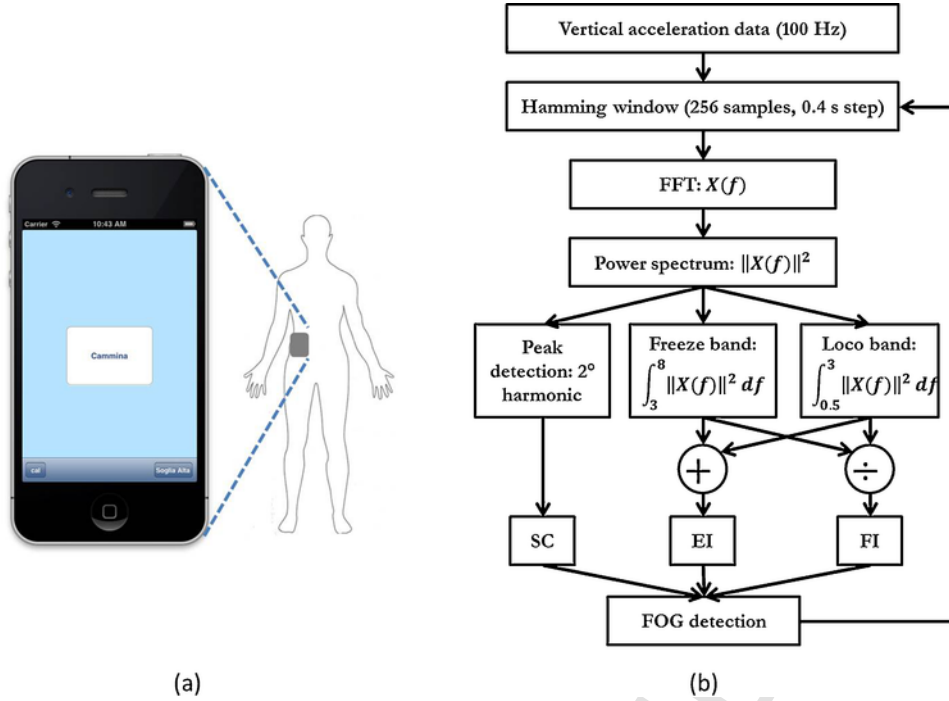 Carrier 10:43 AM
Cammina
cal Soglia Alta
(a)
Vertical acceleration data (100 Hz)
Hamming window (256 samples, 0.4 s step)
FFT: X(f)
Power spectrum: ‖X(f)‖²
Peak
detection: 2°
harmonic
Freeze band:
∫₃⁸ ‖X(f)‖² df
Loco band:
∫₀.₅³ ‖X(f)‖² df
+
÷
SC
EI
FI
FOG detection
(b)